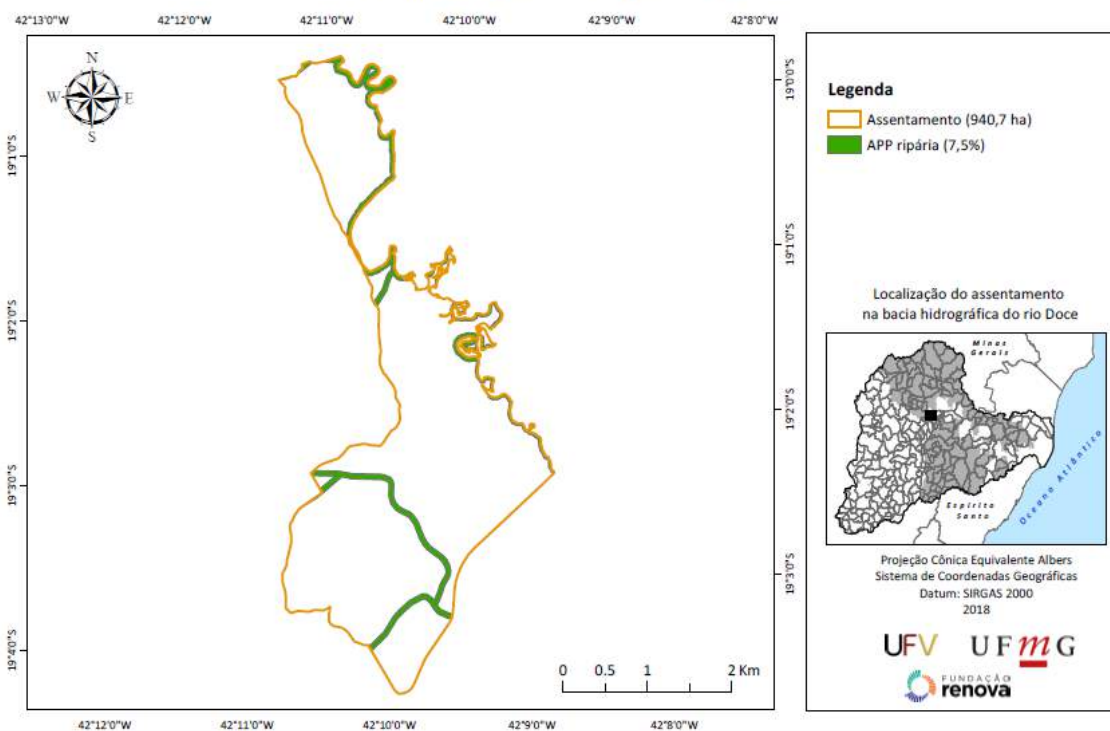 42°13'0"W 42°12'0"W 42°11'0"W 42°10'0"W 42°9'0"W 42°8'0"W
N
W E
S
19°1'0"S
19°2'0"S
19°3'0"S
19°4'0"S
19°0'0"S
19°1'0"S
19°2'0"S
19°3'0"S
0 0.5 1 2 Km
42°12'0"W 42°11'0"W 42°10'0"W 42°9'0"W 42°8'0"W
Legenda
Assentamento (940,7 ha)
APP ripária (7,5%)
Localização do assentamento
na bacia hidrográfica do rio Doce
Minas
Gerais
Espírito
Santo
Oceano Atlântico
Projeção Cônica Equivalente Albers
Sistema de Coordenadas Geográficas
Datum: SIRGAS 2000
2018
UFV UFmG
FUNDAÇÃO
renova